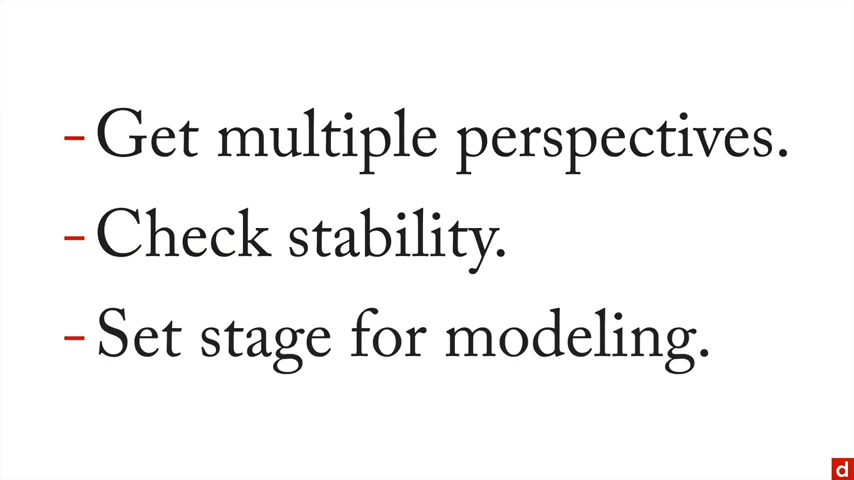 – Get multiple perspectives.
– Check stability.
– Set stage for modeling.
d